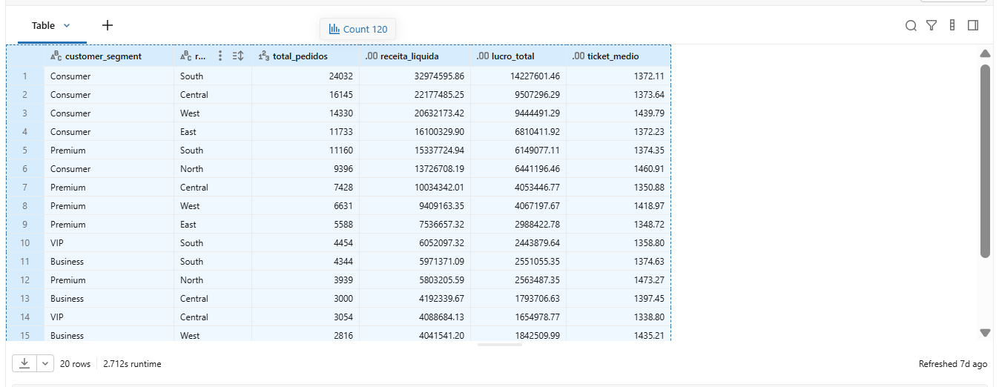 Table
Count 120
customer_segment r... total_pedidos receita_liquida lucro_total ticket_medio
1 Consumer South 24032 32974595.86 14227601.46 1372.11
2 Consumer Central 16145 22177485.25 9507296.29 1373.64
3 Consumer West 14330 20632173.42 9444491.29 1439.79
4 Consumer East 11733 16100329.90 6810411.92 1372.23
5 Premium South 11160 15337724.94 6149077.11 1374.35
6 Consumer North 9396 13726708.19 6441196.46 1460.91
7 Premium Central 7428 10034342.01 4053446.77 1350.88
8 Premium West 6631 9409163.35 4067197.67 1418.97
9 Premium East 5588 7536657.32 2988422.78 1348.72
10 VIP South 4454 6052097.32 2443879.64 1358.80
11 Business South 4344 5971371.09 2551055.35 1374.63
12 Premium North 3939 5803205.59 2563487.35 1473.27
13 Business Central 3000 4192339.67 1793706.63 1397.45
14 VIP Central 3054 4088684.13 1654978.77 1338.80
15 Business West 2816 4041541.20 1842509.99 1435.21
20 rows 2.712s runtime Refreshed 7d ago